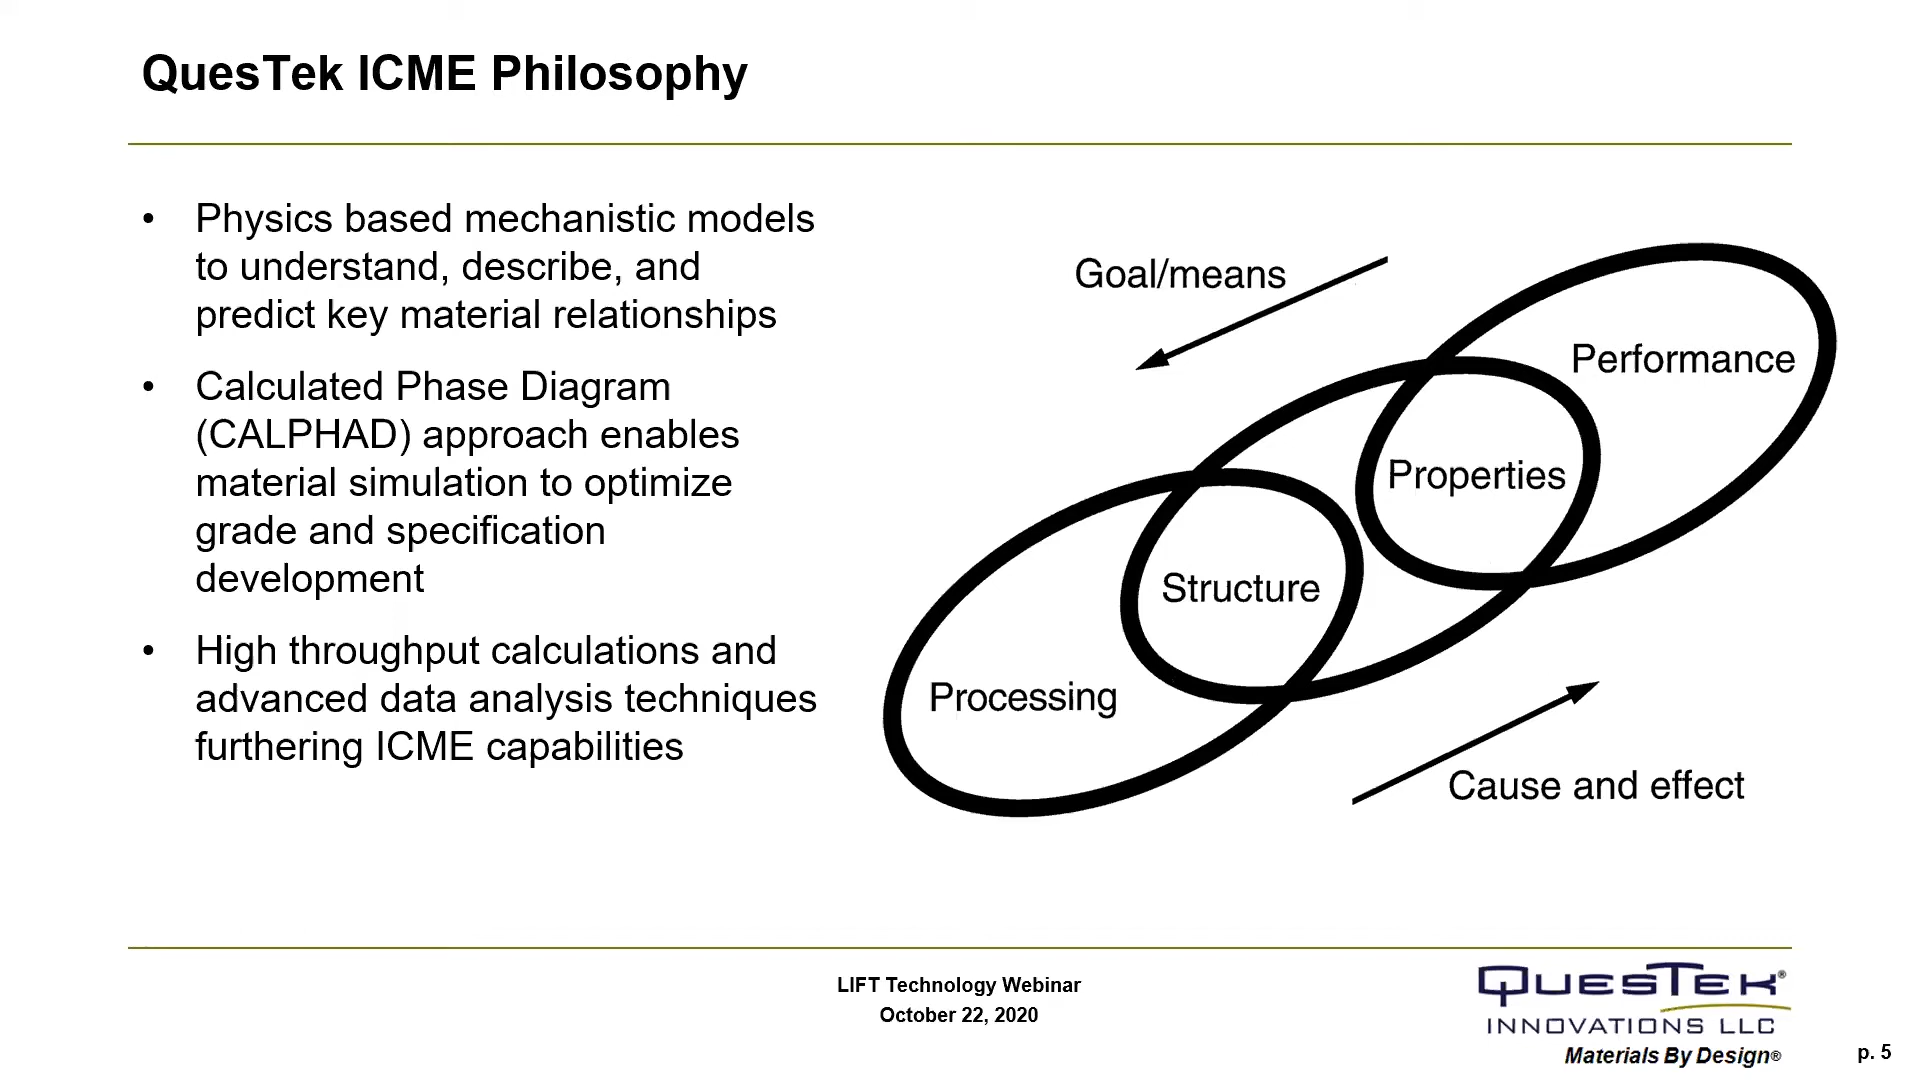 QuesTek ICME Philosophy
• Physics based mechanistic models
to understand, describe, and
predict key material relationships
• Calculated Phase Diagram
(CALPHAD) approach enables
material simulation to optimize
grade and specification
development
• High throughput calculations and
advanced data analysis techniques
furthering ICME capabilities
Goal/means
Performance
Properties
Structure
Processing
Cause and effect
LIFT Technology Webinar
October 22, 2020
QUESTEK®
INNOVATIONS LLC
Materials By Design®
p. 5